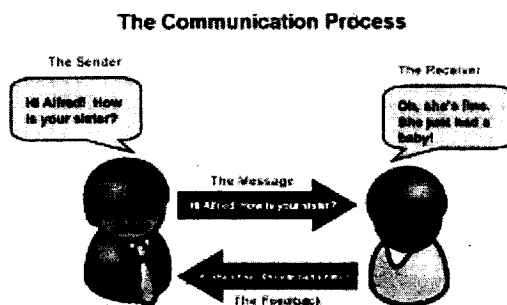 The Communication Process
The Sender
The Receiver
Hi Alfred! How
is your sister?
Oh, she's fine.
She just had a
baby!
The Message
Hi Alfred! How is your sister?
The Feedback